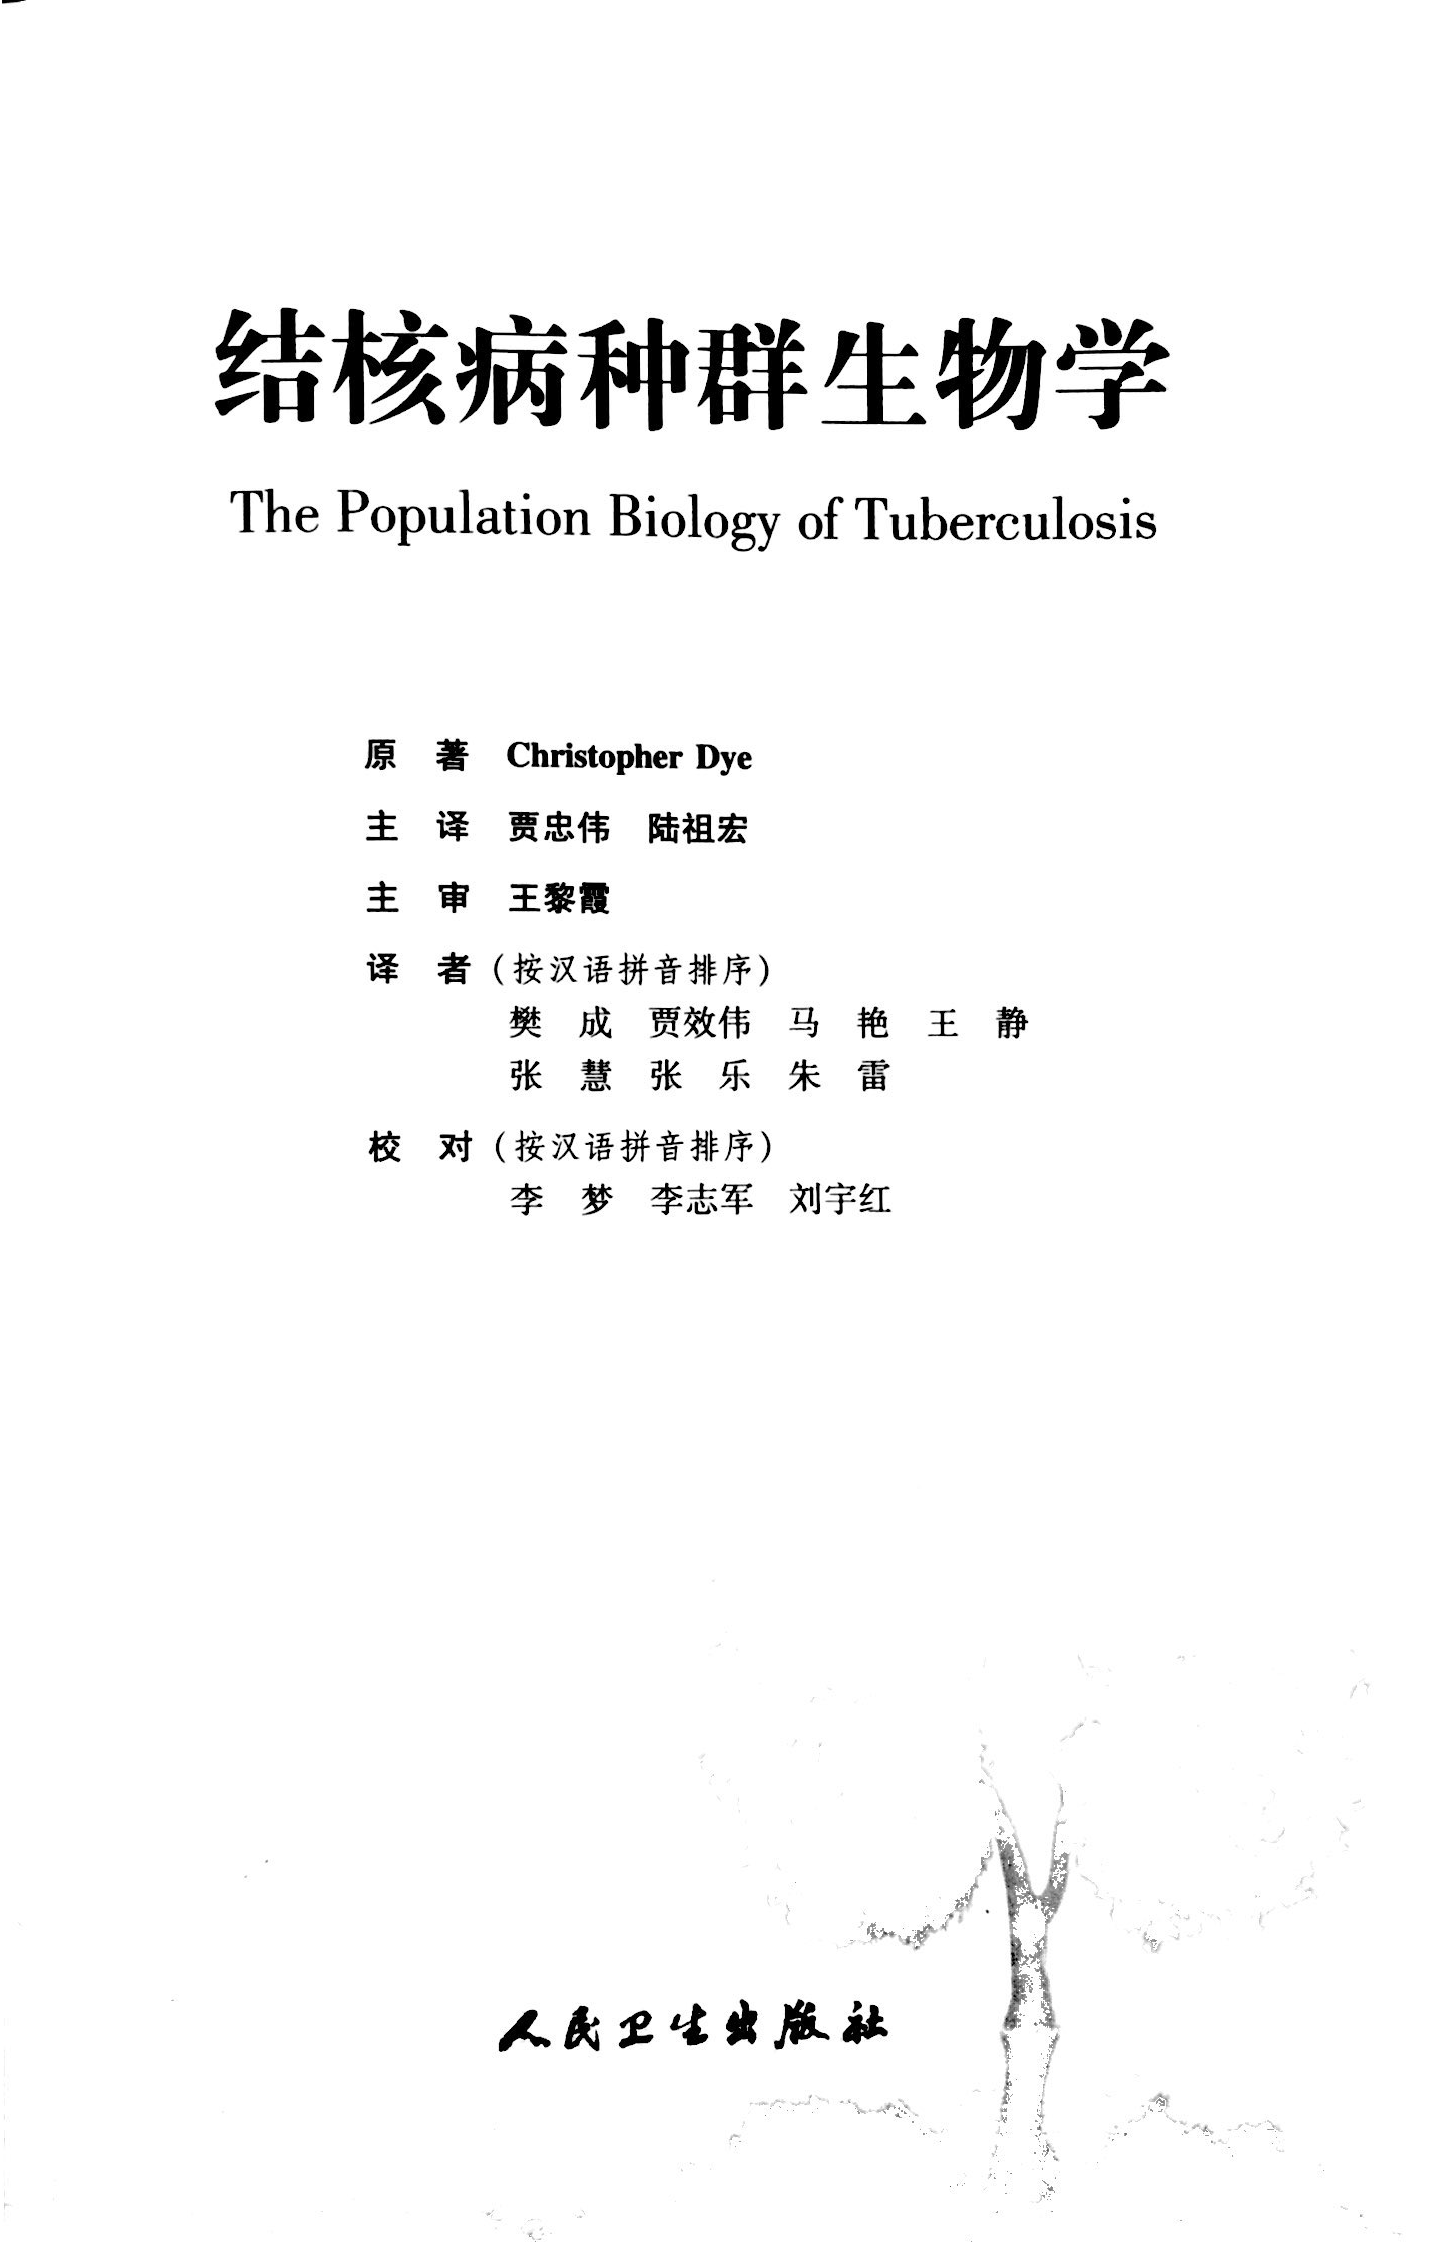 结核病种群生物学
The Population Biology of Tuberculosis
原 著 Christopher Dye
主 译 贾忠伟 陆祖宏
主 审 王黎霞
译 者（按汉语拼音排序）
樊 成 贾效伟 马 艳 王 静
张 慧 张 乐 朱 雷
校 对（按汉语拼音排序）
李 梦 李志军 刘宇红
人民卫生出版社